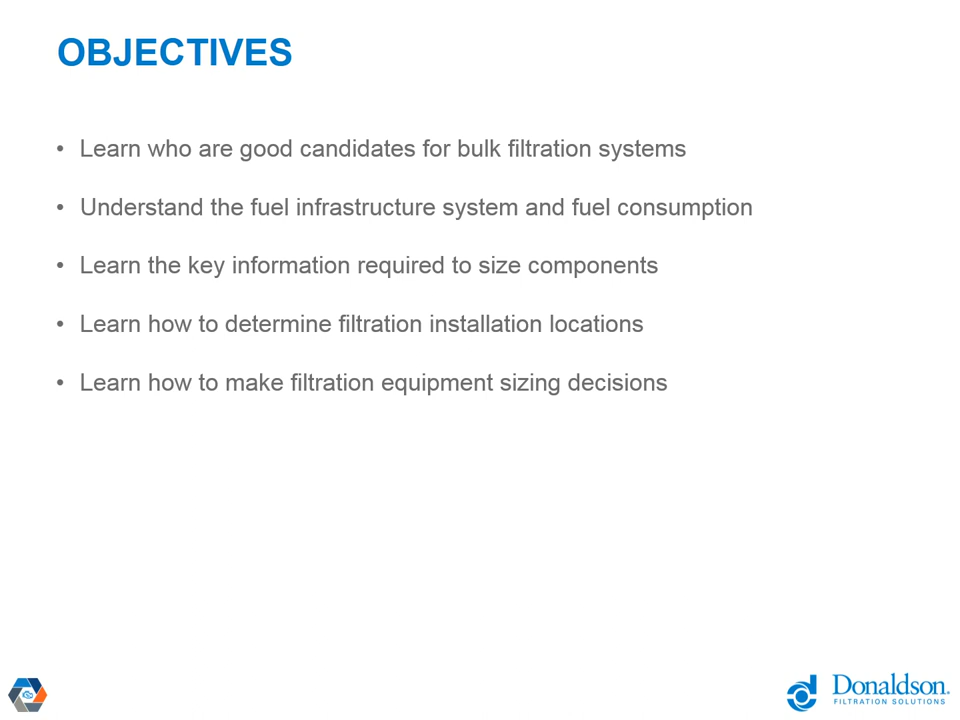 OBJECTIVES
• Learn who are good candidates for bulk filtration systems
• Understand the fuel infrastructure system and fuel consumption
• Learn the key information required to size components
• Learn how to determine filtration installation locations
• Learn how to make filtration equipment sizing decisions
Donaldson.
FILTRATION SOLUTIONS